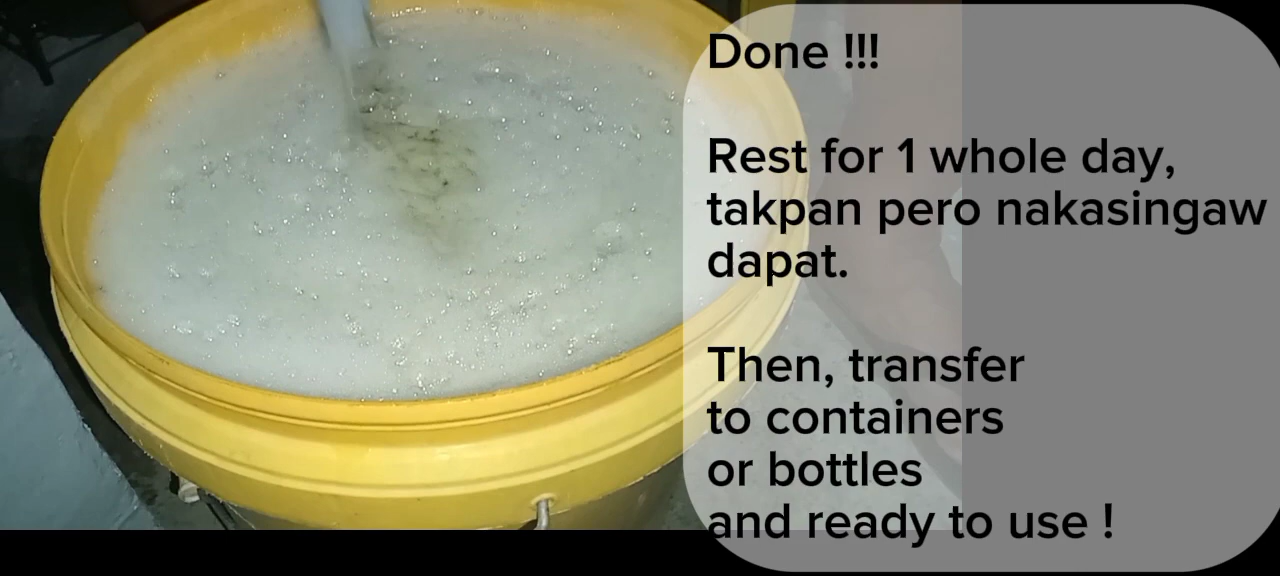 Done !!!
Rest for 1 whole day,
takpan pero nakasingaw
dapat.
Then, transfer
to containers
or bottles
and ready to use !